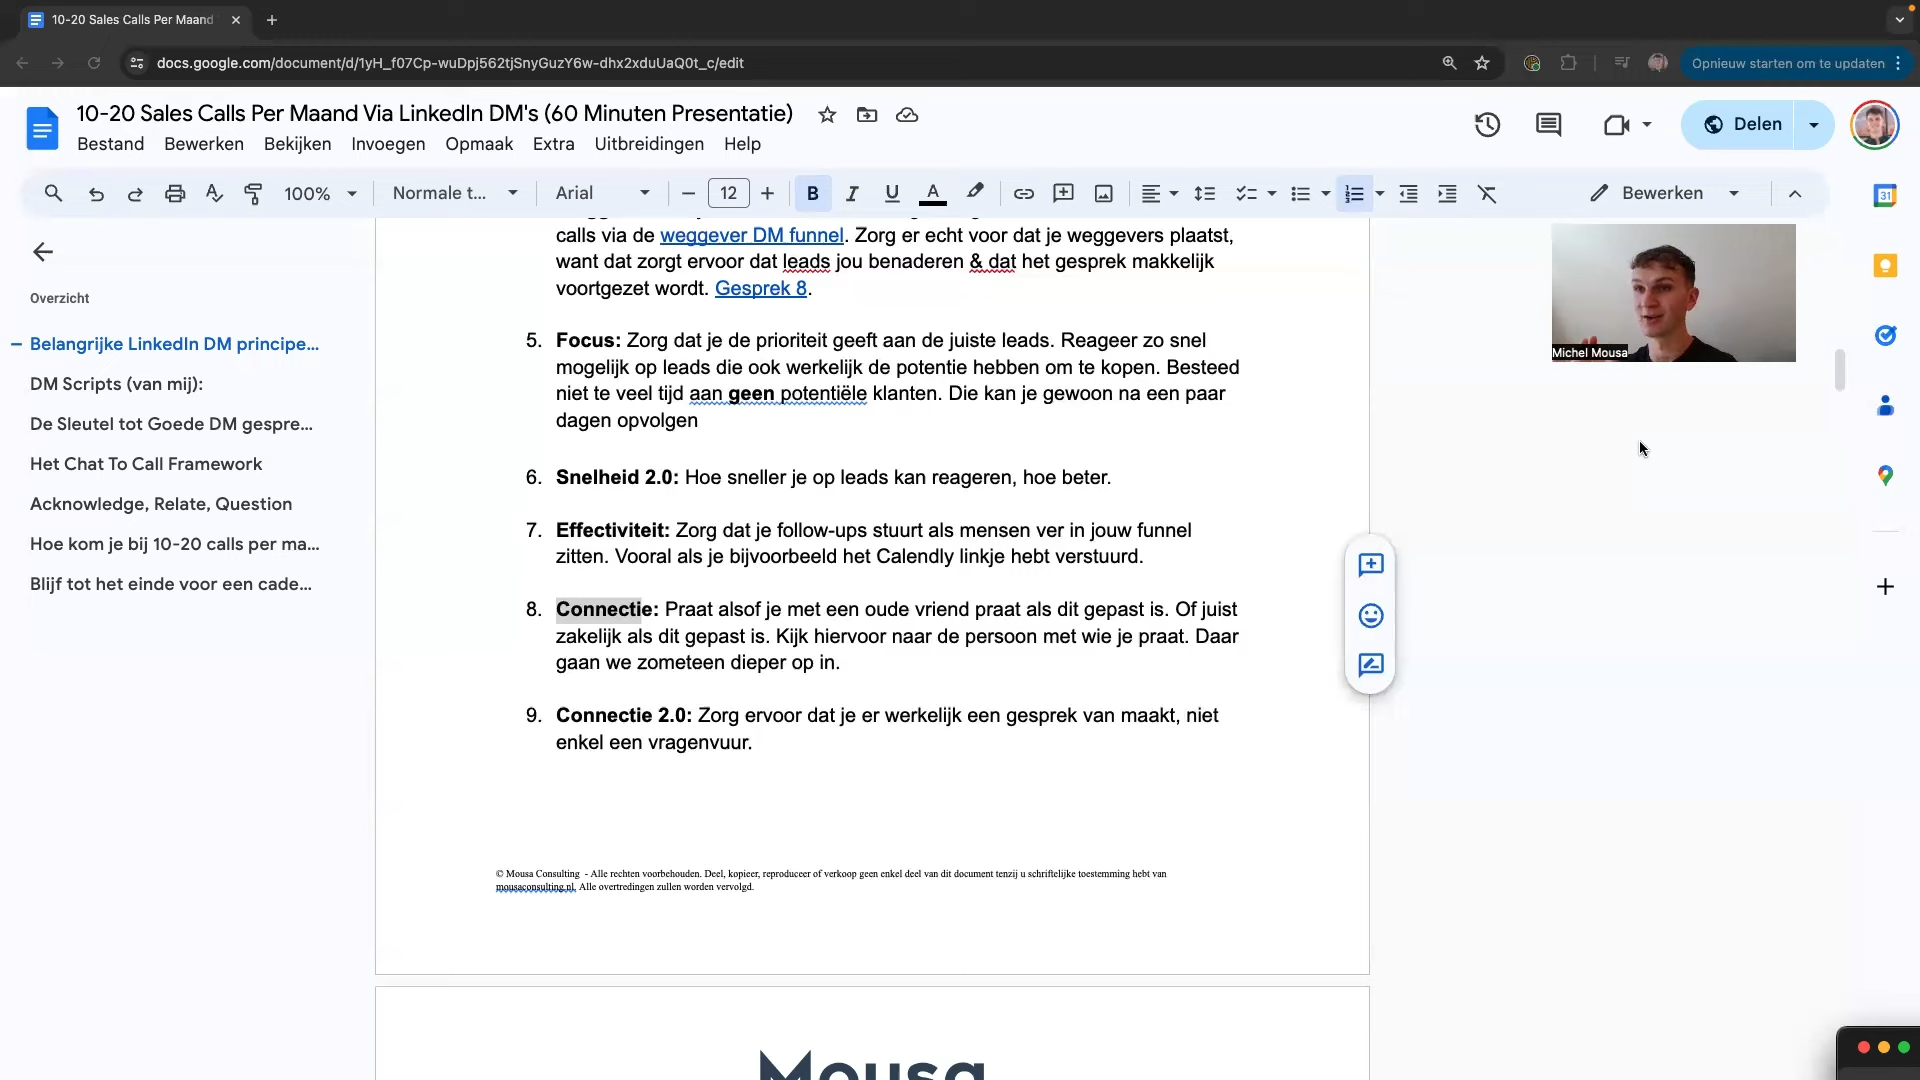 10-20 Sales Calls Per Maand
docs.google.com/document/d/1yH_f07Cp-wuDpj562tjSnyGuzY6w-dhx2xduUaQ0t_c/edit
Opnieuw starten om te updaten
10-20 Sales Calls Per Maand Via LinkedIn DM's (60 Minuten Presentatie)
Bestand Bewerken Bekijken Invoegen Opmaak Extra Uitbreidingen Help
Delen
100% Normale t... Arial 12 B I U A Bewerken
31
Overzicht
Belangrijke LinkedIn DM principe...
DM Scripts (van mij):
De Sleutel tot Goede DM gespre...
Het Chat To Call Framework
Acknowledge, Relate, Question
Hoe kom je bij 10-20 calls per ma...
Blijf tot het einde voor een cade...
calls via de weggever DM funnel. Zorg er echt voor dat je weggevers plaatst,
want dat zorgt ervoor dat leads jou benaderen & dat het gesprek makkelijk
voortgezet wordt. Gesprek 8.
5. Focus: Zorg dat je de prioriteit geeft aan de juiste leads. Reageer zo snel
mogelijk op leads die ook werkelijk de potentie hebben om te kopen. Besteed
niet te veel tijd aan geen potentiële klanten. Die kan je gewoon na een paar
dagen opvolgen
6. Snelheid 2.0: Hoe sneller je op leads kan reageren, hoe beter.
7. Effectiviteit: Zorg dat je follow-ups stuurt als mensen ver in jouw funnel
zitten. Vooral als je bijvoorbeeld het Calendly linkje hebt verstuurd.
8. Connectie: Praat alsof je met een oude vriend praat als dit gepast is. Of juist
zakelijk als dit gepast is. Kijk hiervoor naar de persoon met wie je praat. Daar
gaan we zometeen dieper op in.
9. Connectie 2.0: Zorg ervoor dat je er werkelijk een gesprek van maakt, niet
enkel een vragenvuur.
© Mousa Consulting - Alle rechten voorbehouden. Deel, kopieer, reproduceer of verkoop geen enkel deel van dit document tenzij u schriftelijke toestemming hebt van
mousaconsulting.nl. Alle overtredingen zullen worden vervolgd.
Mousa
Michel Mousa